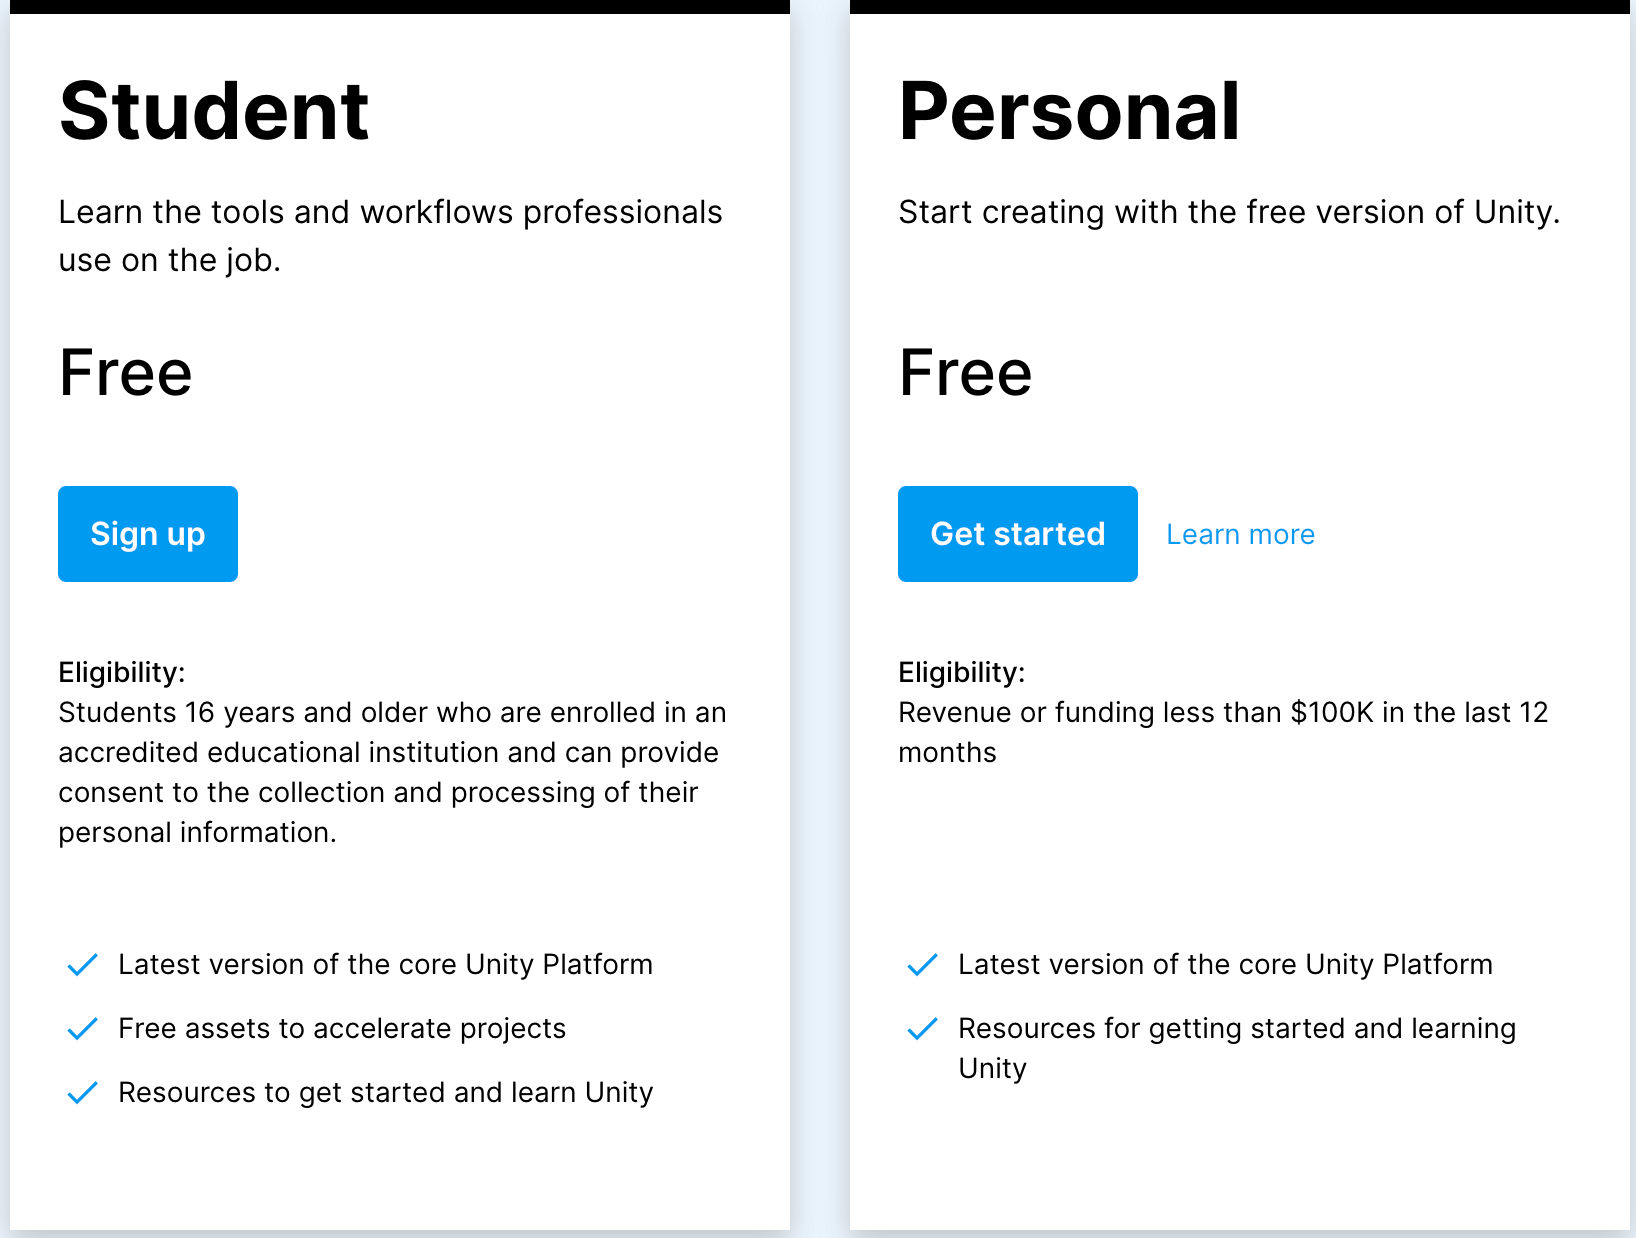 Student
Learn the tools and workflows professionals
use on the job.
Free
Sign up
Eligibility:
Students 16 years and older who are enrolled in an
accredited educational institution and can provide
consent to the collection and processing of their
personal information.
Latest version of the core Unity Platform
Free assets to accelerate projects
Resources to get started and learn Unity
Personal
Start creating with the free version of Unity.
Free
Get started
Learn more
Eligibility:
Revenue or funding less than $100K in the last 12
months
Latest version of the core Unity Platform
Resources for getting started and learning
Unity